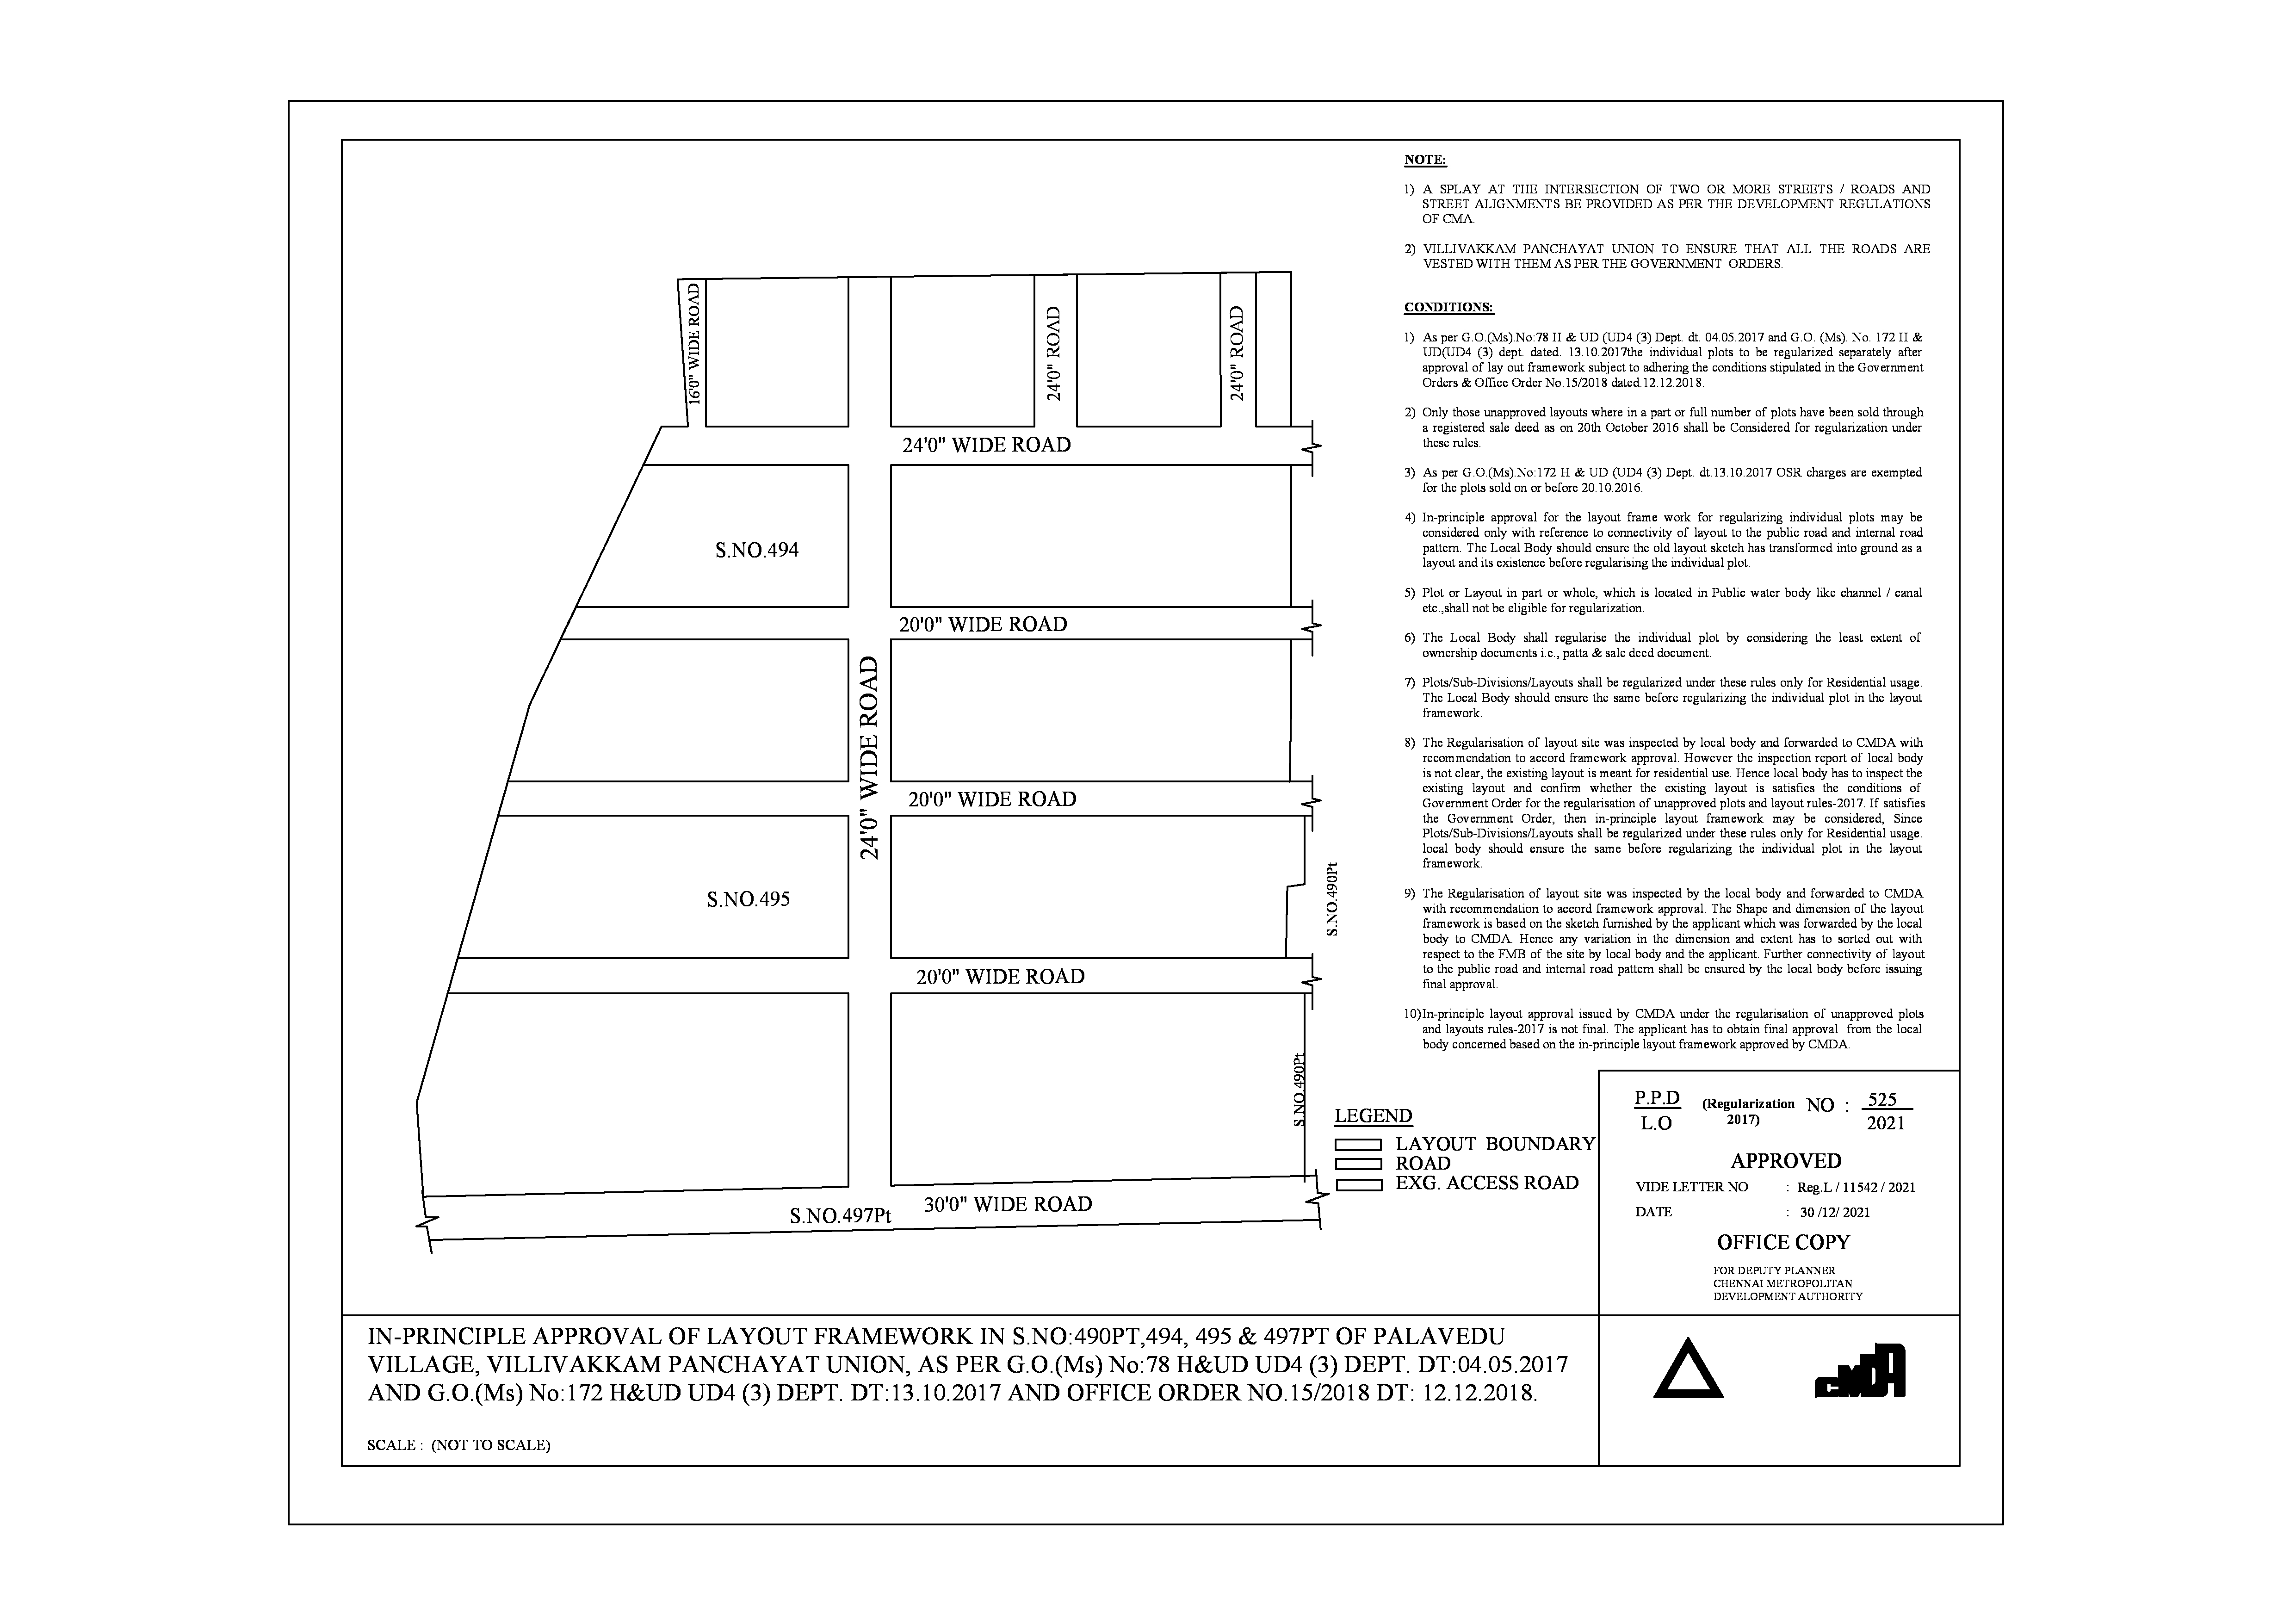 NOTE:
1) A SPLAY AT THE INTERSECTION OF TWO OR MORE STREETS / ROADS AND
STREET ALIGNMENTS BE PROVIDED AS PER THE DEVELOPMENT REGULATIONS
OF CMA.
2) VILLIVAKKAM PANCHAYAT UNION TO ENSURE THAT ALL THE ROADS ARE
VESTED WITH THEM AS PER THE GOVERNMENT ORDERS.
CONDITIONS:
1) As per G.O.(Ms).No:78 H & UD (UD4 (3) Dept. dt. 04.05.2017 and G.O. (Ms). No. 172 H &
UD(UD4 (3) dept. dated. 13.10.2017the individual plots to be regularized separately after
approval of lay out framework subject to adhering the conditions stipulated in the Government
Orders & Office Order No.15/2018 dated.12.12.2018.
2) Only those unapproved layouts where in a part or full number of plots have been sold through
a registered sale deed as on 20th October 2016 shall be Considered for regularization under
these rules.
3) As per G.O.(Ms).No:172 H & UD (UD4 (3) Dept. dt.13.10.2017 OSR charges are exempted
for the plots sold on or before 20.10.2016.
4) In-principle approval for the layout frame work for regularizing individual plots may be
considered only with reference to connectivity of layout to the public road and internal road
pattern. The Local Body should ensure the old layout sketch has transformed into ground as a
layout and its existence before regularising the individual plot.
5) Plot or Layout in part or whole, which is located in Public water body like channel / canal
etc.,shall not be eligible for regularization.
6) The Local Body shall regularise the individual plot by considering the least extent of
ownership documents i.e., patta & sale deed document.
7) Plots/Sub-Divisions/Layouts shall be regularized under these rules only for Residential usage.
The Local Body should ensure the same before regularizing the individual plot in the layout
framework.
8) The Regularisation of layout site was inspected by local body and forwarded to CMDA with
recommendation to accord framework approval. However the inspection report of local body
is not clear, the existing layout is meant for residential use. Hence local body has to inspect the
existing layout and confirm whether the existing layout is satisfies the conditions of
Government Order for the regularisation of unapproved plots and layout rules-2017. If satisfies
the Government Order, then in-principle layout framework may be considered, Since
Plots/Sub-Divisions/Layouts shall be regularized under these rules only for Residential usage.
local body should ensure the same before regularizing the individual plot in the layout
framework.
9) The Regularisation of layout site was inspected by the local body and forwarded to CMDA
with recommendation to accord framework approval. The Shape and dimension of the layout
framework is based on the sketch furnished by the applicant which was forwarded by the local
body to CMDA. Hence any variation in the dimension and extent has to sorted out with
respect to the FMB of the site by local body and the applicant. Further connectivity of layout
to the public road and internal road pattern shall be ensured by the local body before issuing
final approval.
10)In-principle layout approval issued by CMDA under the regularisation of unapproved plots
and layouts rules-2017 is not final. The applicant has to obtain final approval from the local
body concerned based on the in-principle layout framework approved by CMDA.
16'0" WIDE ROAD
24'0" ROAD
24'0" ROAD
24'0" WIDE ROAD
S.NO.494
20'0" WIDE ROAD
24'0" WIDE ROAD
20'0" WIDE ROAD
S.NO.495
S.NO.490Pt
20'0" WIDE ROAD
S.NO.490Pt
30'0" WIDE ROAD
S.NO.497Pt
LEGEND
LAYOUT BOUNDARY
ROAD
EXG. ACCESS ROAD
P.P.D
L.O
(Regularization
2017)
NO :
525
2021
APPROVED
VIDE LETTER NO : Reg.L / 11542 / 2021
DATE : 30 /12/ 2021
OFFICE COPY
FOR DEPUTY PLANNER
CHENNAI METROPOLITAN
DEVELOPMENT AUTHORITY
IN-PRINCIPLE APPROVAL OF LAYOUT FRAMEWORK IN S.NO:490PT,494, 495 & 497PT OF PALAVEDU
VILLAGE, VILLIVAKKAM PANCHAYAT UNION, AS PER G.O.(Ms) No:78 H&UD UD4 (3) DEPT. DT:04.05.2017
AND G.O.(Ms) No:172 H&UD UD4 (3) DEPT. DT:13.10.2017 AND OFFICE ORDER NO.15/2018 DT: 12.12.2018.
SCALE : (NOT TO SCALE)
CMDA